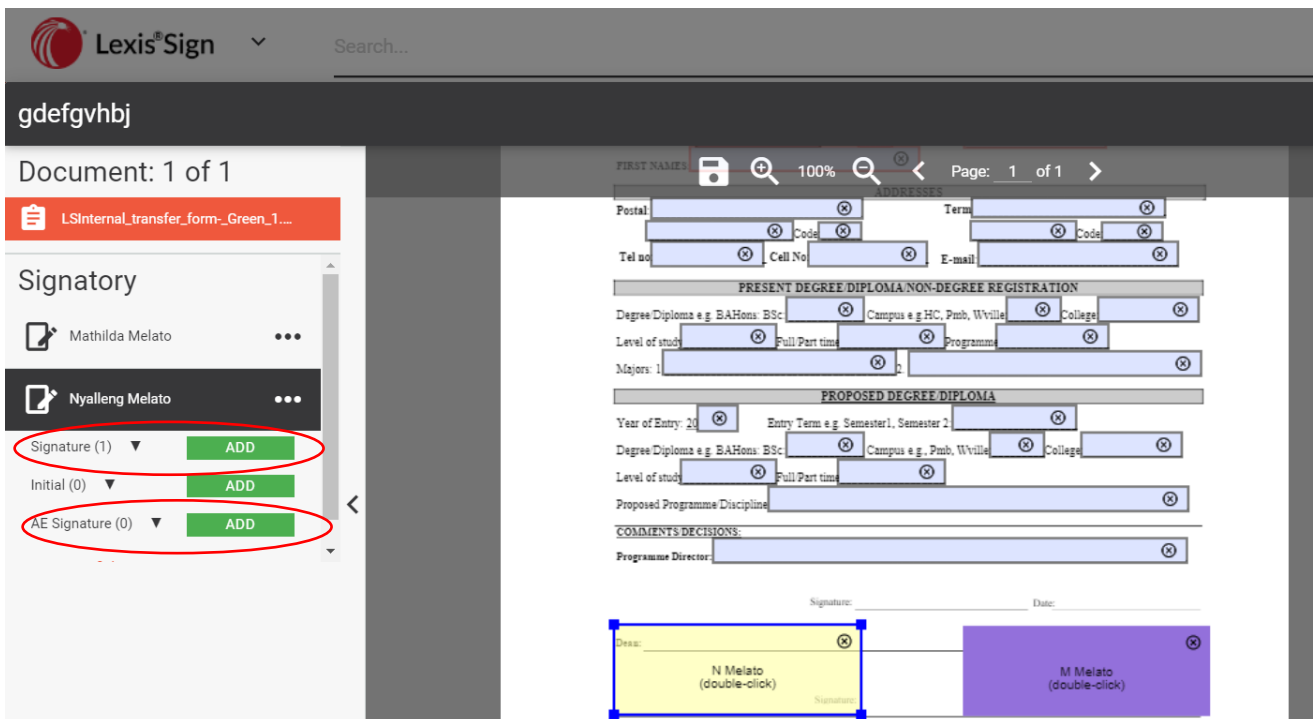 Lexis®Sign Search...
gdefgvhbj
Document: 1 of 1
LSInternal_transfer_form-_Green_1....
Signatory
Mathilda Melato
Nyalleng Melato
Signature (1) ADD
Initial (0) ADD
AE Signature (0) ADD
FIRST NAMES 100% Page: 1 of 1
ADDRESSES
Postal: Term
Code Code
Tel no Cell No E-mail:
PRESENT DEGREE/DIPLOMA/NON-DEGREE REGISTRATION
Degree/Diploma e.g. BAHons: BSc: Campus e.g HC, Pmb, Wville College
Level of study Full/Part time Programme
Majors: 1 2.
PROPOSED DEGREE/DIPLOMA
Year of Entry: 20 Entry Term e.g. Semester1, Semester 2:
Degree/Diploma e.g. BAHons: BSc: Campus e.g., Pmb, Wville College
Level of study Full/Part time
Proposed Programme/Discipline
COMMENTS/DECISIONS:
Programme Director:
Signature: Date:
Dean:
N Melato
(double-click)
Signature:
M Melato
(double-click)